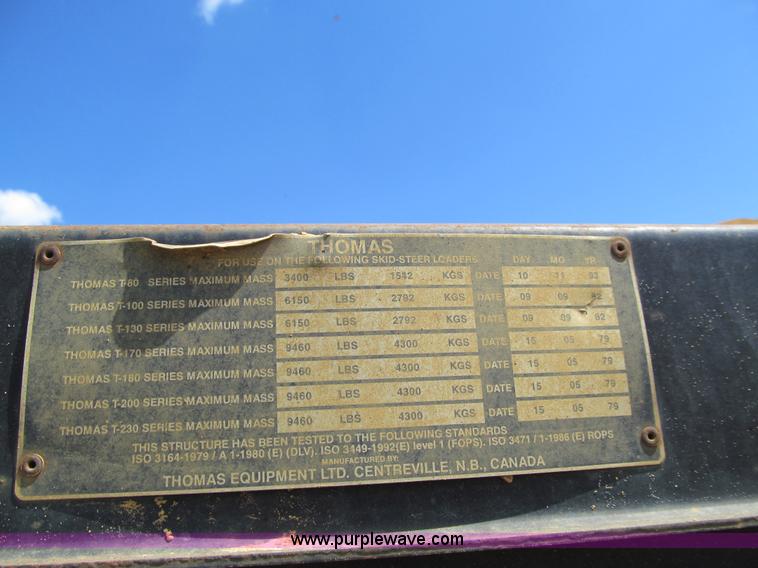 THOMAS
FOR USE ON THE FOLLOWING SKID-STEER LOADERS DAY MO YR
THOMAS T-80 SERIES MAXIMUM MASS 3400 LBS 1542 KGS DATE 10 11 93
THOMAS T-100 SERIES MAXIMUM MASS 6150 LBS 2792 KGS DATE 09 09 82
THOMAS T-130 SERIES MAXIMUM MASS 6150 LBS 2792 KGS DATE 09 09 82
THOMAS T-170 SERIES MAXIMUM MASS 9460 LBS 4300 KGS DATE 15 05 79
THOMAS T-180 SERIES MAXIMUM MASS 9460 LBS 4300 KGS DATE 15 05 79
THOMAS T-200 SERIES MAXIMUM MASS 9460 LBS 4300 KGS DATE 15 05 79
THOMAS T-230 SERIES MAXIMUM MASS 9460 LBS 4300 KGS DATE 15 05 79
THIS STRUCTURE HAS BEEN TESTED TO THE FOLLOWING STANDARDS
ISO 3164-1979 / A 1-1980 (E) (DLV). ISO 3149-1992(E) level 1 (FOPS). ISO 3471 / 1-1986 (E) ROPS
MANUFACTURED BY:
THOMAS EQUIPMENT LTD. CENTREVILLE, N.B., CANADA
www.purplewave.com